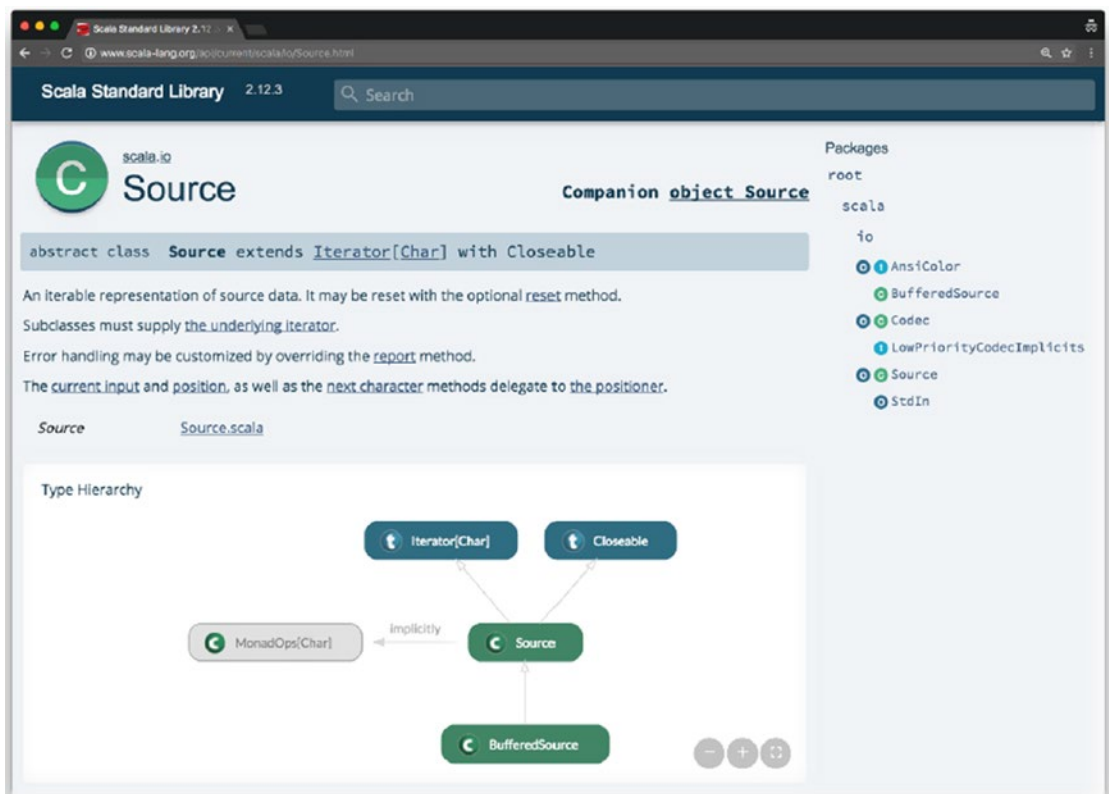 Scala Standard Library 2.12
www.scala-lang.org/api/current/scala/io/Source.html
Scala Standard Library 2.12.3
Search
C
scala.io
Source
Companion object Source
abstract class Source extends Iterator[Char] with Closeable
An iterable representation of source data. It may be reset with the optional reset method.
Subclasses must supply the underlying iterator.
Error handling may be customized by overriding the report method.
The current input and position, as well as the next character methods delegate to the positioner.
Source Source.scala
Packages
root
scala
io
AnsiColor
BufferedSource
Codec
LowPriorityCodecImplicits
Source
StdIn
Type Hierarchy
t Iterator[Char]
t Closeable
C MonadOps[Char]
implicitly
C Source
C BufferedSource